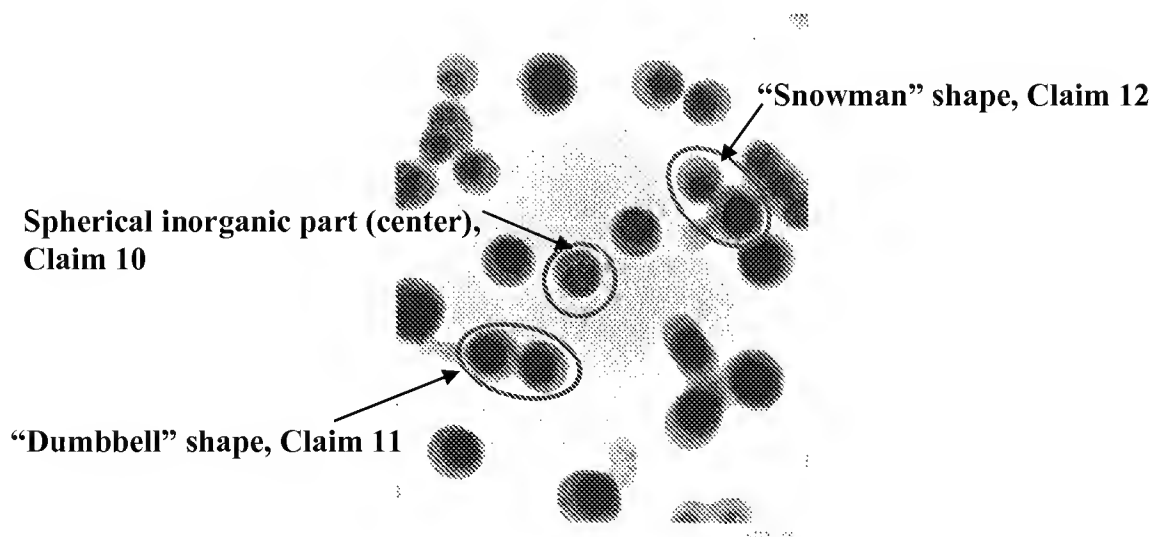 “Snowman” shape, Claim 12
Spherical inorganic part (center),
Claim 10
“Dumbbell” shape, Claim 11